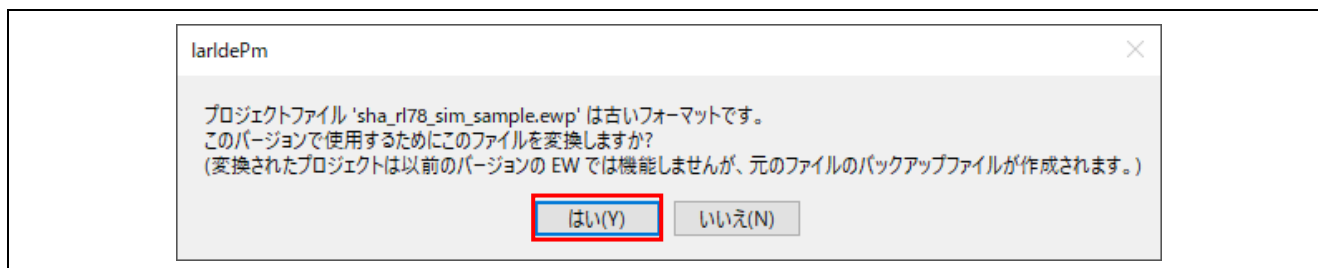 IarIdePm
プロジェクトファイル 'sha_rl78_sim_sample.ewp' は古いフォーマットです。
このバージョンで使用するためにこのファイルを変換しますか?
(変換されたプロジェクトは以前のバージョンの EW では機能しませんが、元のファイルのバックアップファイルが作成されます。)
はい(Y)
いいえ(N)